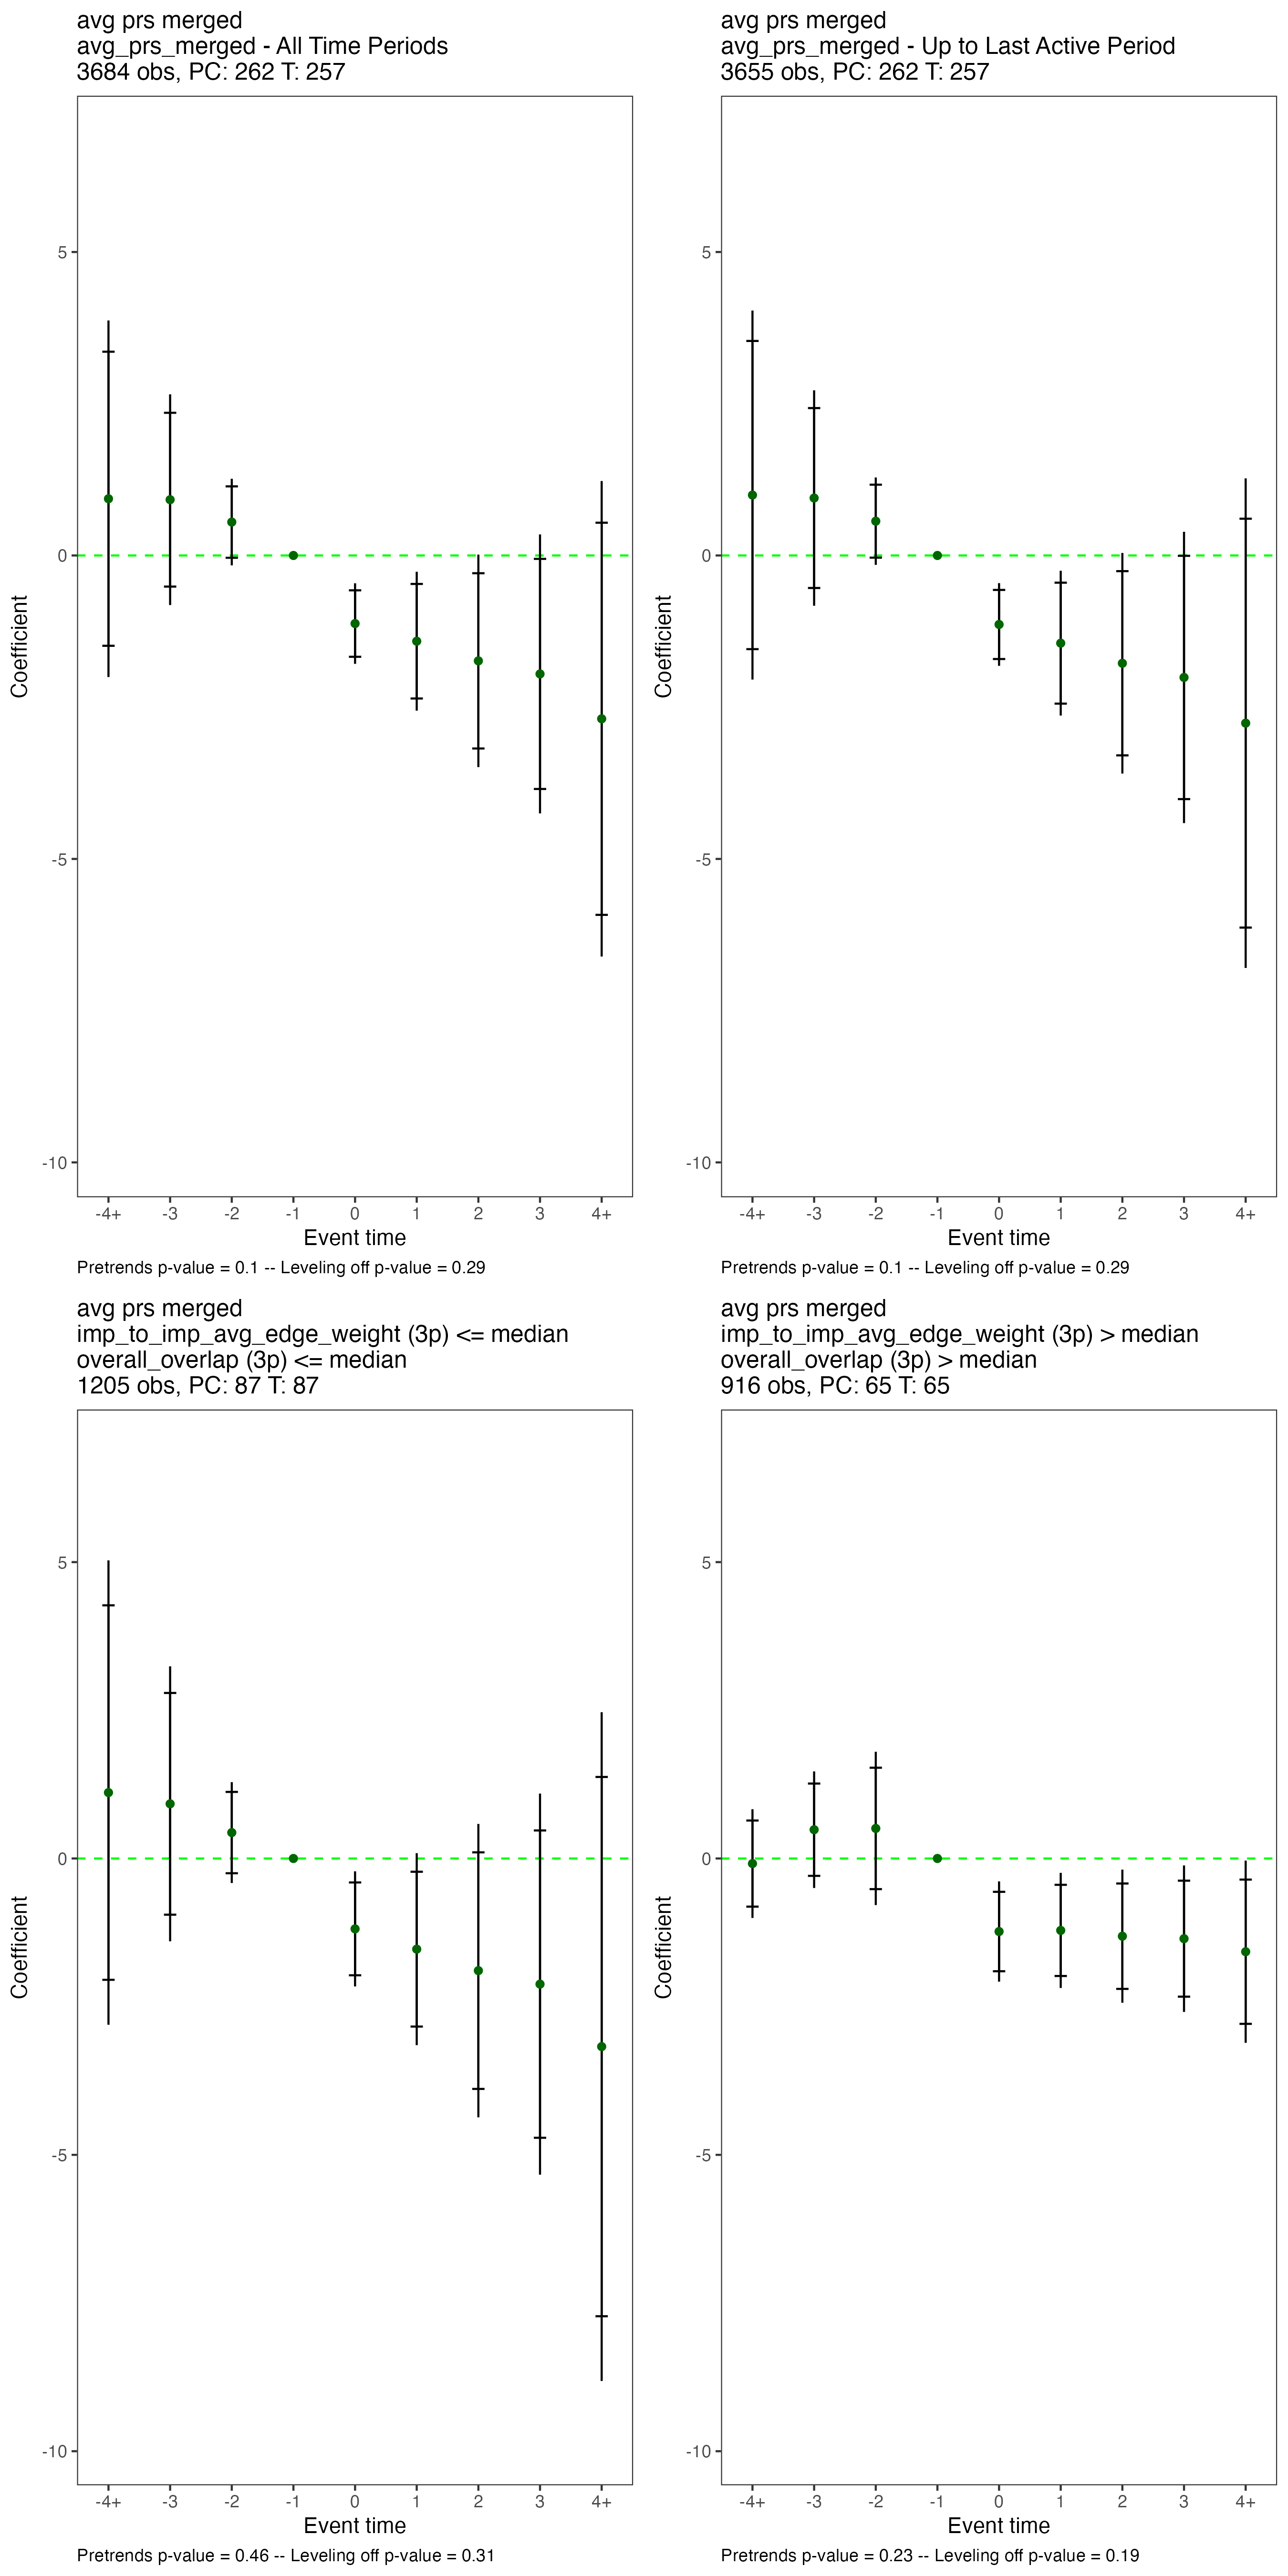 avg prs merged
avg_prs_merged - All Time Periods
3684 obs, PC: 262 T: 257
5
0
-5
-10
Coefficient
-4+ -3 -2 -1 0 1 2 3 4+
Event time
Pretrends p-value = 0.1 -- Leveling off p-value = 0.29
avg prs merged
avg_prs_merged - Up to Last Active Period
3655 obs, PC: 262 T: 257
5
0
-5
-10
Coefficient
-4+ -3 -2 -1 0 1 2 3 4+
Event time
Pretrends p-value = 0.1 -- Leveling off p-value = 0.29
avg prs merged
imp_to_imp_avg_edge_weight (3p) <= median
overall_overlap (3p) <= median
1205 obs, PC: 87 T: 87
5
0
-5
-10
Coefficient
-4+ -3 -2 -1 0 1 2 3 4+
Event time
Pretrends p-value = 0.46 -- Leveling off p-value = 0.31
avg prs merged
imp_to_imp_avg_edge_weight (3p) > median
overall_overlap (3p) > median
916 obs, PC: 65 T: 65
5
0
-5
-10
Coefficient
-4+ -3 -2 -1 0 1 2 3 4+
Event time
Pretrends p-value = 0.23 -- Leveling off p-value = 0.19